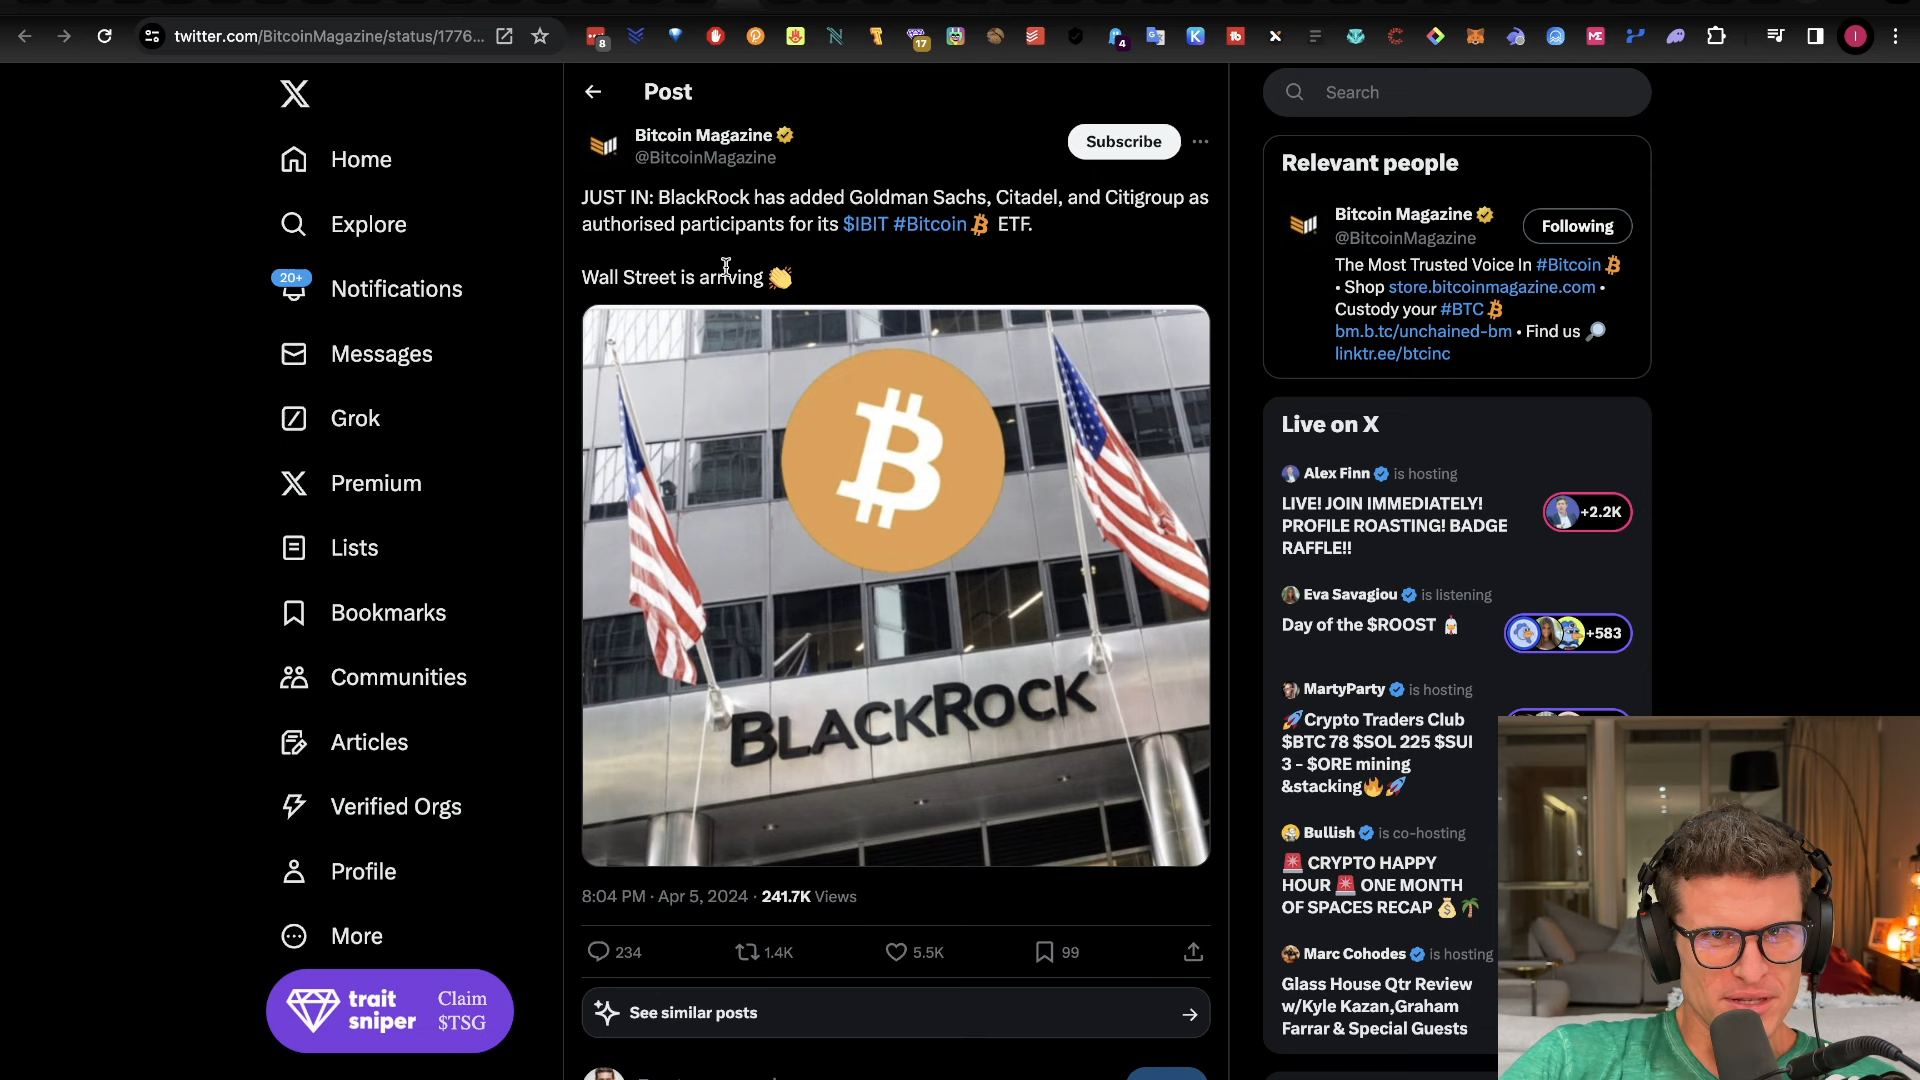 twitter.com/BitcoinMagazine/status/1776...
Post
Bitcoin Magazine
@BitcoinMagazine
Subscribe
JUST IN: BlackRock has added Goldman Sachs, Citadel, and Citigroup as
authorised participants for its $IBIT #Bitcoin ETF.
Wall Street is arriving 👏
BLACKROCK
8:04 PM · Apr 5, 2024 · 241.7K Views
234
1.4K
5.5K
99
See similar posts
Home
Explore
20+
Notifications
Messages
Grok
Premium
Lists
Bookmarks
Communities
Articles
Verified Orgs
Profile
More
trait
sniper
Claim
$TSG
Search
Relevant people
Bitcoin Magazine
@BitcoinMagazine
Following
The Most Trusted Voice In #Bitcoin
• Shop store.bitcoinmagazine.com •
Custody your #BTC
bm.b.tc/unchained-bm • Find us 🔎
linktr.ee/btcinc
Live on X
Alex Finn is hosting
LIVE! JOIN IMMEDIATELY!
PROFILE ROASTING! BADGE
RAFFLE!!
+2.2K
Eva Savagiou is listening
Day of the $ROOST 🐔
+583
MartyParty is hosting
🚀Crypto Traders Club
$BTC 78 $SOL 225 $SUI
3 - $ORE mining
&stacking🔥🚀
Bullish is co-hosting
🚨 CRYPTO HAPPY
HOUR 🚨 ONE MONTH
OF SPACES RECAP 💰🌴
Marc Cohodes is hosting
Glass House Qtr Review
w/Kyle Kazan,Graham
Farrar & Special Guests
8
17
4